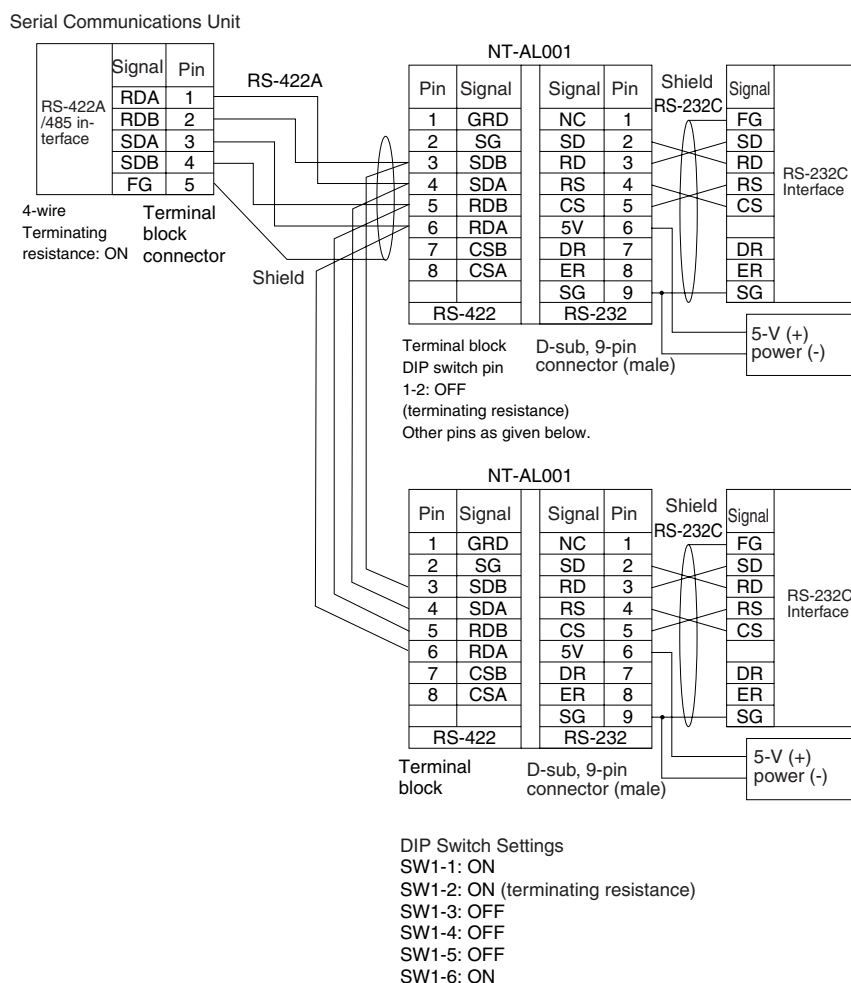 Serial Communications Unit
RS-422A
/485 in-
terface
Signal Pin
RDA 1
RDB 2
SDA 3
SDB 4
FG 5
4-wire
Terminating
resistance: ON
Terminal
block
connector
RS-422A
Shield
NT-AL001
Pin Signal Signal Pin
1 GRD NC 1
2 SG SD 2
3 SDB RD 3
4 SDA RS 4
5 RDB CS 5
6 RDA 5V 6
7 CSB DR 7
8 CSA ER 8
SG 9
RS-422 RS-232
Shield
RS-232C
Signal
FG
SD
RD
RS
CS
DR
ER
SG
RS-232C
Interface
5-V (+)
power (-)
Terminal block
DIP switch pin
1-2: OFF
(terminating resistance)
Other pins as given below.
D-sub, 9-pin
connector (male)
NT-AL001
Pin Signal Signal Pin
1 GRD NC 1
2 SG SD 2
3 SDB RD 3
4 SDA RS 4
5 RDB CS 5
6 RDA 5V 6
7 CSB DR 7
8 CSA ER 8
SG 9
RS-422 RS-232
Shield
RS-232C
Signal
FG
SD
RD
RS
CS
DR
ER
SG
RS-232C
Interface
5-V (+)
power (-)
Terminal
block
D-sub, 9-pin
connector (male)
DIP Switch Settings
SW1-1: ON
SW1-2: ON (terminating resistance)
SW1-3: OFF
SW1-4: OFF
SW1-5: OFF
SW1-6: ON